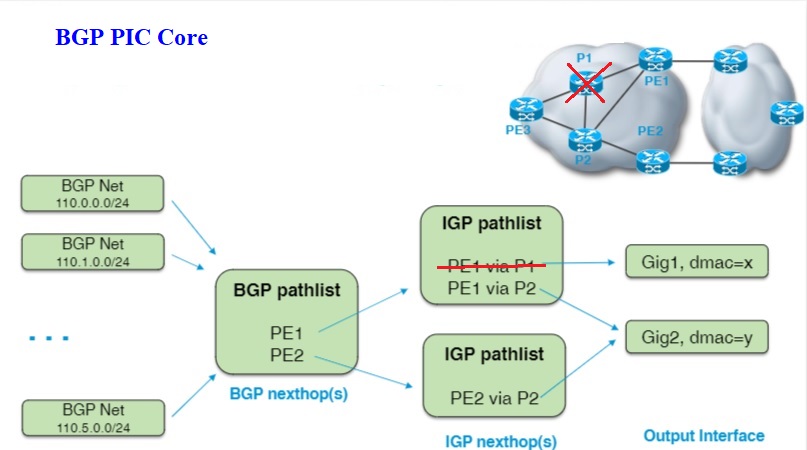 BGP PIC Core
P1
PE1
PE3
PE2
P2
BGP Net
110.0.0.0/24
BGP Net
110.1.0.0/24
...
BGP Net
110.5.0.0/24
BGP pathlist
PE1
PE2
BGP nexthop(s)
IGP pathlist
PE1 via P1
PE1 via P2
IGP pathlist
PE2 via P2
IGP nexthop(s)
Gig1, dmac=x
Gig2, dmac=y
Output Interface